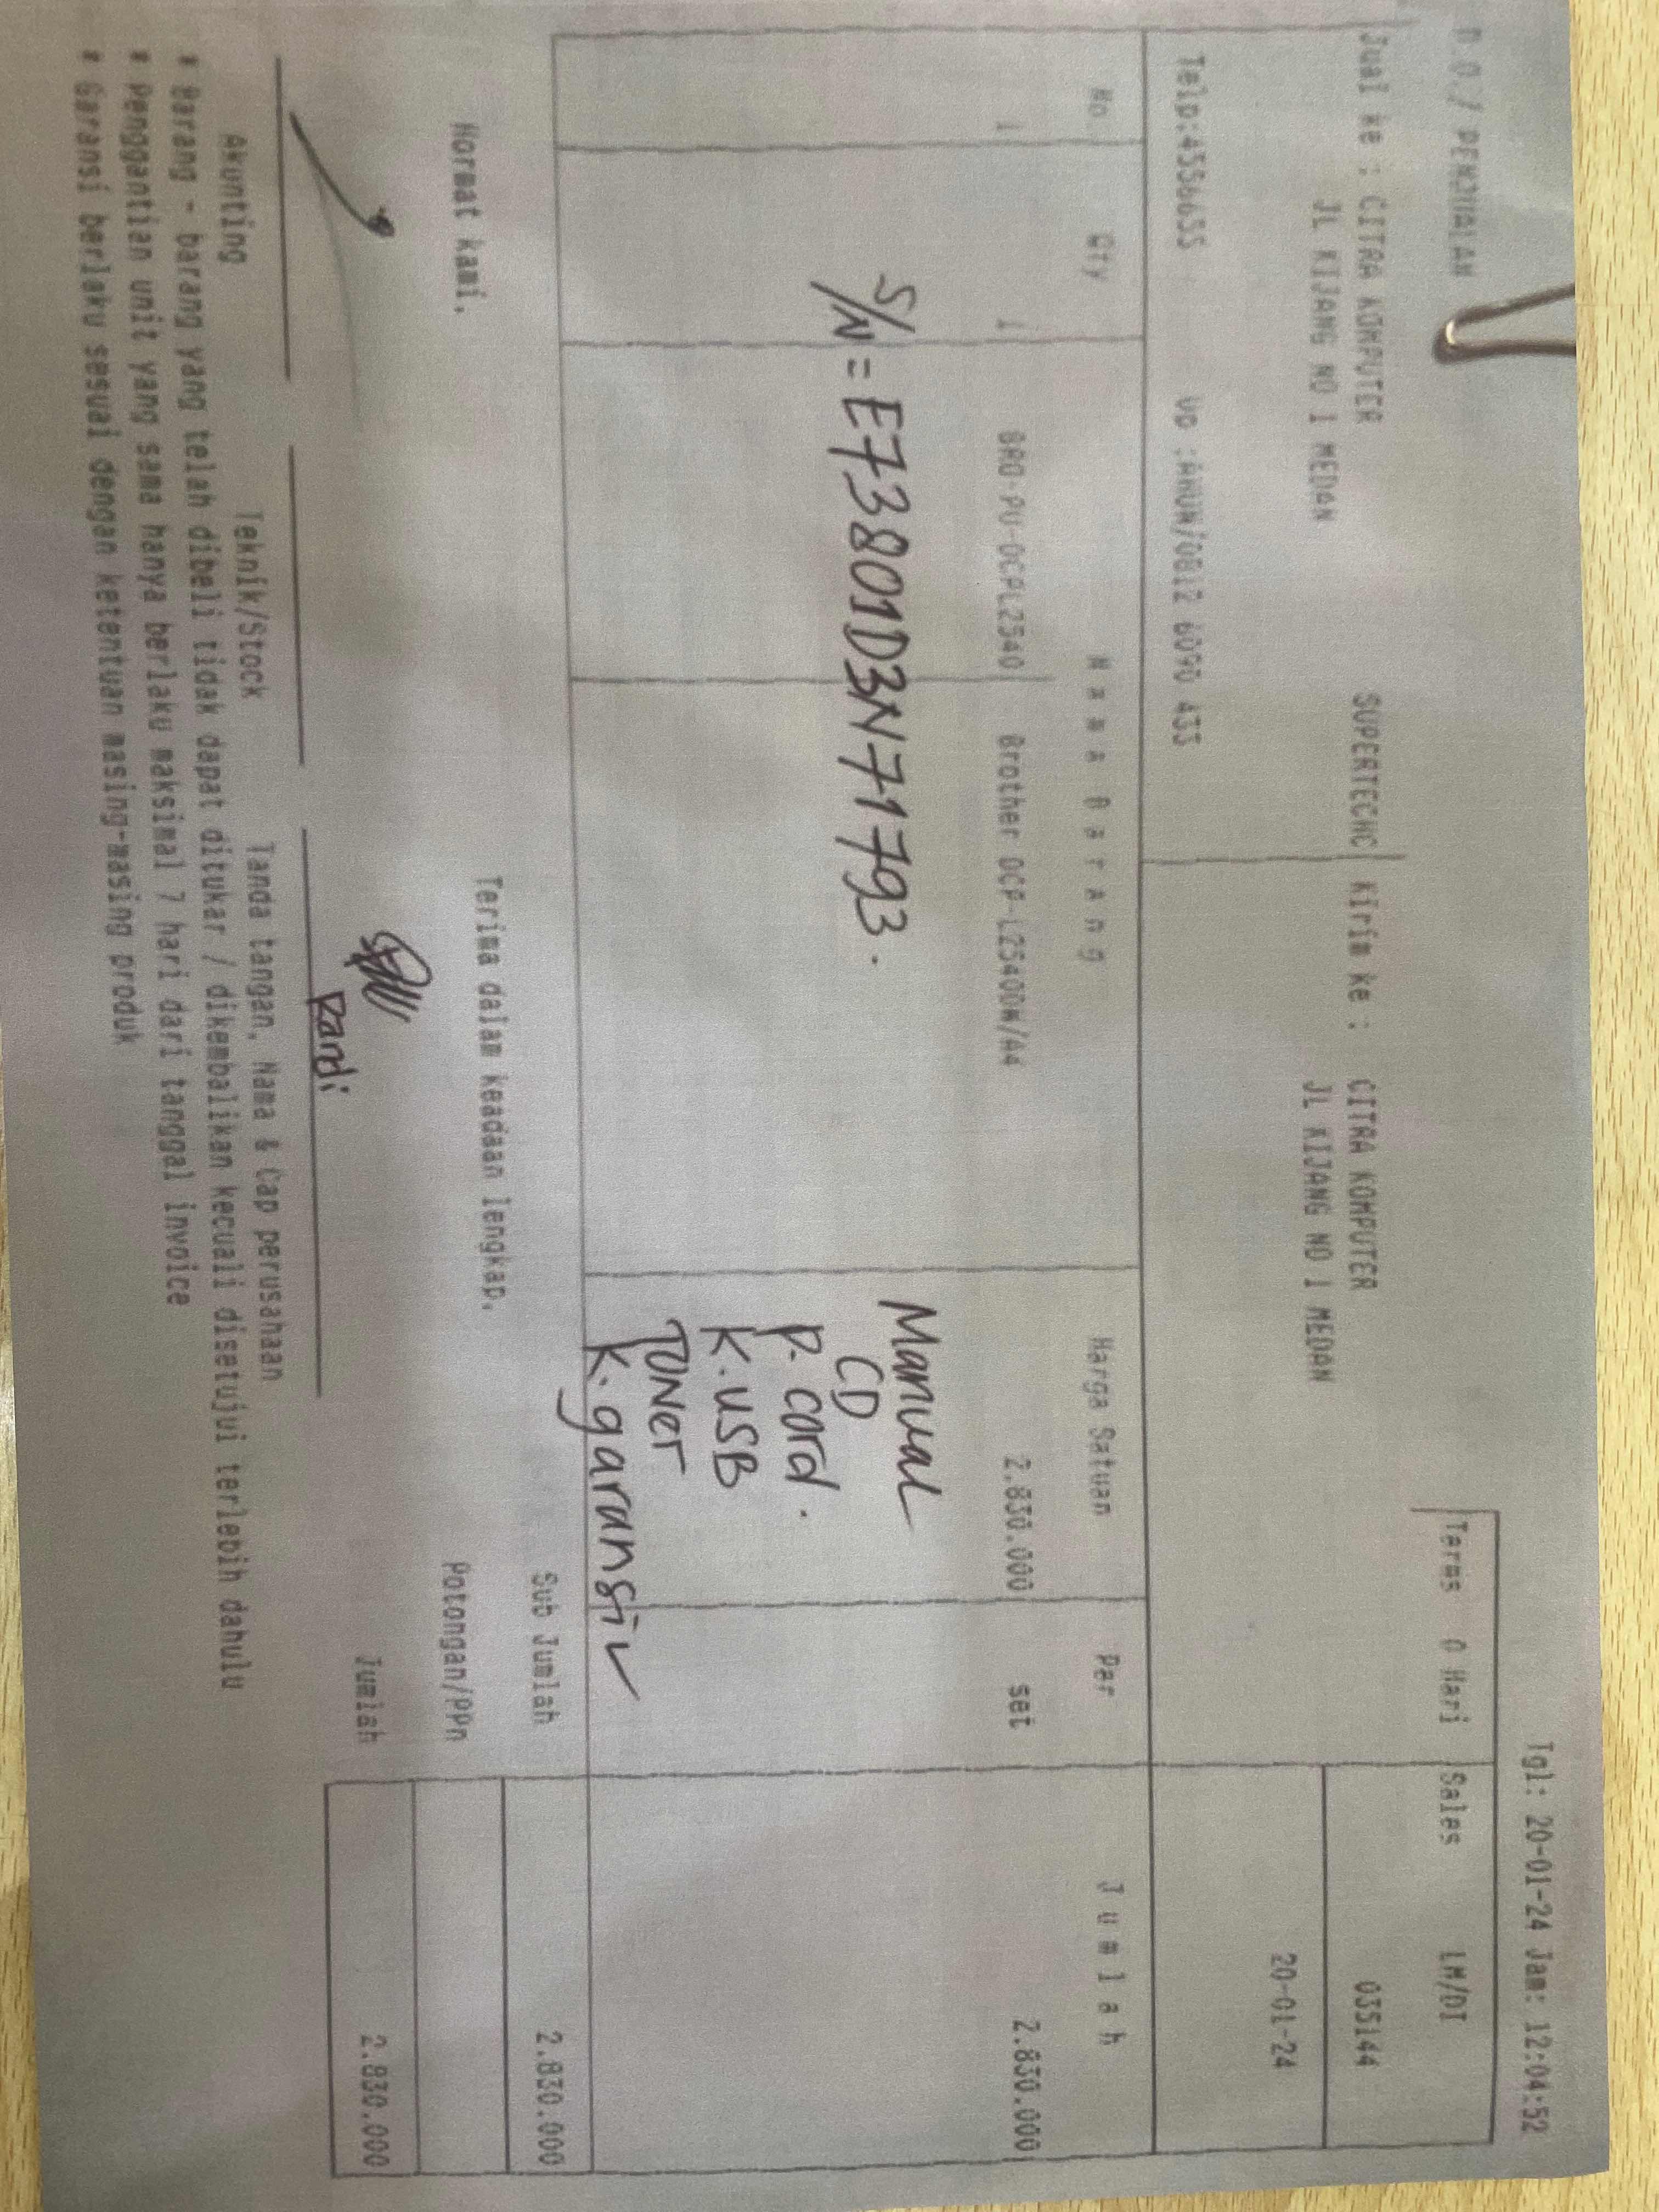 Tgl: 20-01-24 Jam: 12:04:52
D.O./ PENJUALAN
Terms 0 Hari Sales LM/DI
Jual ke : CITRA KOMPUTER SUPERTECHC Kirim ke : CITRA KOMPUTER 035144
JL KIJANG NO 1 MEDAN JL KIJANG NO 1 MEDAN
20-01-24
Telp:4556655 up :AHUN/0812 6090 433
No Qty Nama Barang Harga Satuan Per Jumlah
1 1 BRO-PU-DCPL2540 Brother DCP-L2540DW/A4 2.830.000 set 2.830.000
S/N = E73801D3N71793.
Manual
CD
P. Cord.
K. USB
TONER
K. garansi
Sub Jumlah 2.830.000
Hormat kami. Terima dalam keadaan lengkap.
Potongan/PPn
Jumlah 2.830.000
Rardi
Akunting Teknik/Stock Tanda tangan, Nama & Cap perusahaan
* Barang - barang yang telah dibeli tidak dapat ditukar / dikembalikan kecuali disetujui terlebih dahulu
* Penggantian unit yang sama hanya berlaku maksimal 7 hari dari tanggal invoice
* Garansi berlaku sesuai dengan ketentuan masing-masing produk